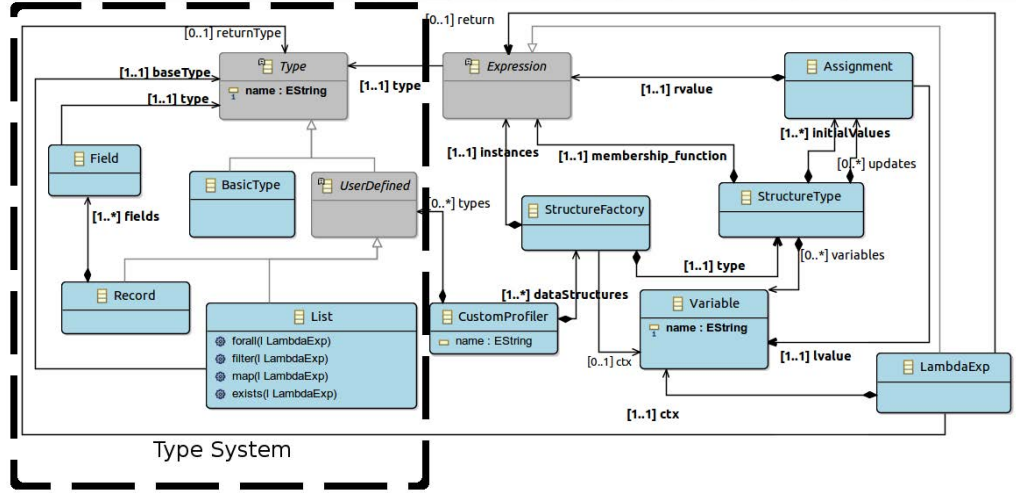 [0..1] returnType
[0..1] return
Type
name : EString
[1..1] baseType
[1..1] type
Expression
[1..1] type
Assignment
[1..1] rvalue
Field
[1..*] fields
BasicType
UserDefined
[0..*] types
[1..1] instances
[1..1] membership_function
[1..*] initialValues
[0..*] updates
StructureFactory
StructureType
[1..1] type
[0..*] variables
Record
List
forall(l LambdaExp)
filter(l LambdaExp)
map(l LambdaExp)
exists(l LambdaExp)
[1..*] dataStructures
CustomProfiler
name : EString
Variable
name : EString
[0..1] ctx
[1..1] lvalue
LambdaExp
[1..1] ctx
Type System